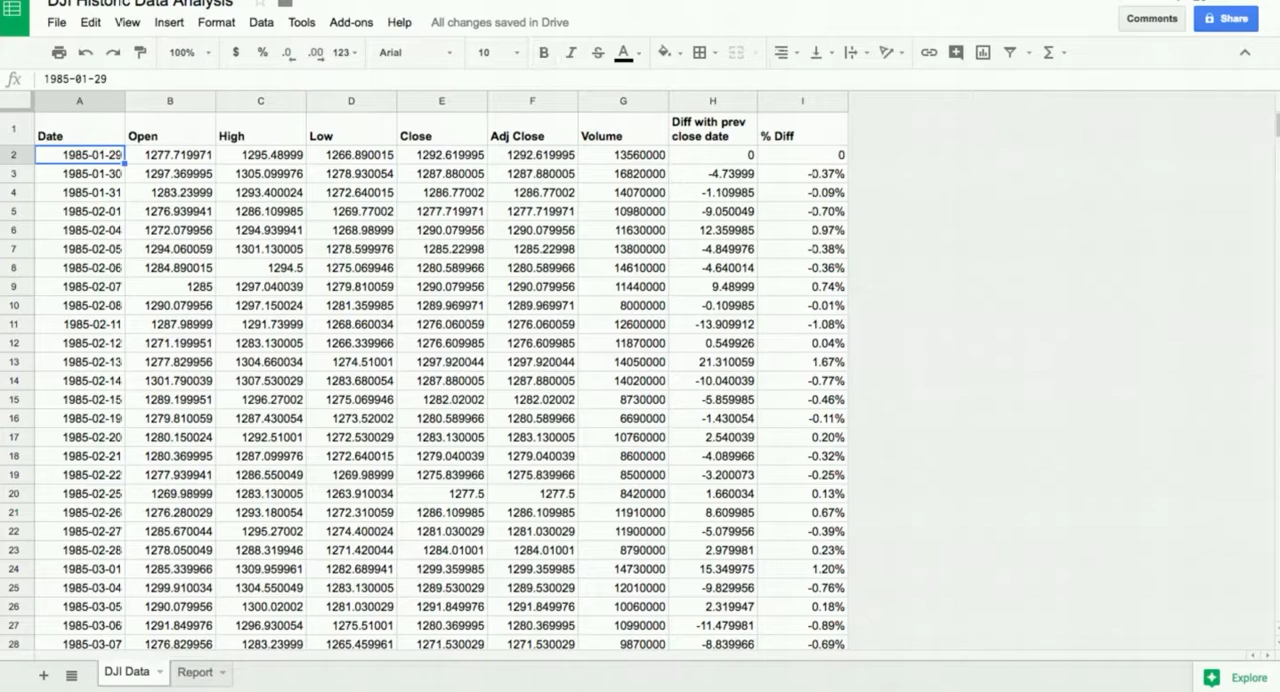 DJI Historic Data Analysis
File Edit View Insert Format Data Tools Add-ons Help All changes saved in Drive
Comments Share
100% $ % .0 .00 123 Arial 10 B I S A
fx 1985-01-29
A B C D E F G H I
1 Date Open High Low Close Adj Close Volume Diff with prev close date % Diff
2 1985-01-29 1277.719971 1295.48999 1266.890015 1292.619995 1292.619995 13560000 0 0
3 1985-01-30 1297.369995 1305.099976 1278.930054 1287.880005 1287.880005 16820000 -4.73999 -0.37%
4 1985-01-31 1283.23999 1293.400024 1272.640015 1286.77002 1286.77002 14070000 -1.109985 -0.09%
5 1985-02-01 1276.939941 1286.109985 1269.77002 1277.719971 1277.719971 10980000 -9.050049 -0.70%
6 1985-02-04 1272.079956 1294.939941 1268.98999 1290.079956 1290.079956 11630000 12.359985 0.97%
7 1985-02-05 1294.060059 1301.130005 1278.599976 1285.22998 1285.22998 13800000 -4.849976 -0.38%
8 1985-02-06 1284.890015 1294.5 1275.069946 1280.589966 1280.589966 14610000 -4.640014 -0.36%
9 1985-02-07 1285 1297.040039 1279.810059 1290.079956 1290.079956 11440000 9.48999 0.74%
10 1985-02-08 1290.079956 1297.150024 1281.359985 1289.969971 1289.969971 8000000 -0.109985 -0.01%
11 1985-02-11 1287.98999 1291.73999 1268.660034 1276.060059 1276.060059 12600000 -13.909912 -1.08%
12 1985-02-12 1271.199951 1283.130005 1266.339966 1276.609985 1276.609985 11870000 0.549926 0.04%
13 1985-02-13 1277.829956 1304.660034 1274.51001 1297.920044 1297.920044 14050000 21.310059 1.67%
14 1985-02-14 1301.790039 1307.530029 1283.680054 1287.880005 1287.880005 14020000 -10.040039 -0.77%
15 1985-02-15 1289.199951 1296.27002 1275.069946 1282.02002 1282.02002 8730000 -5.859985 -0.46%
16 1985-02-19 1279.810059 1287.430054 1273.52002 1280.589966 1280.589966 6690000 -1.430054 -0.11%
17 1985-02-20 1280.150024 1292.51001 1272.530029 1283.130005 1283.130005 10760000 2.540039 0.20%
18 1985-02-21 1280.369995 1287.099976 1272.640015 1279.040039 1279.040039 8600000 -4.089966 -0.32%
19 1985-02-22 1277.939941 1286.550049 1269.98999 1275.839966 1275.839966 8500000 -3.200073 -0.25%
20 1985-02-25 1269.98999 1283.130005 1263.910034 1277.5 1277.5 8420000 1.660034 0.13%
21 1985-02-26 1276.280029 1293.180054 1272.310059 1286.109985 1286.109985 11910000 8.609985 0.67%
22 1985-02-27 1285.670044 1295.27002 1274.400024 1281.030029 1281.030029 11900000 -5.079956 -0.39%
23 1985-02-28 1278.050049 1288.319946 1271.420044 1284.01001 1284.01001 8790000 2.979981 0.23%
24 1985-03-01 1285.339966 1309.959961 1282.689941 1299.359985 1299.359985 14730000 15.349975 1.20%
25 1985-03-04 1299.910034 1304.550049 1283.130005 1289.530029 1289.530029 12010000 -9.829956 -0.76%
26 1985-03-05 1290.079956 1300.02002 1281.030029 1291.849976 1291.849976 10060000 2.319947 0.18%
27 1985-03-06 1291.849976 1296.930054 1275.51001 1280.369995 1280.369995 10990000 -11.479981 -0.89%
28 1985-03-07 1276.829956 1283.23999 1265.459961 1271.530029 1271.530029 9870000 -8.839966 -0.69%
DJI Data Report
Explore